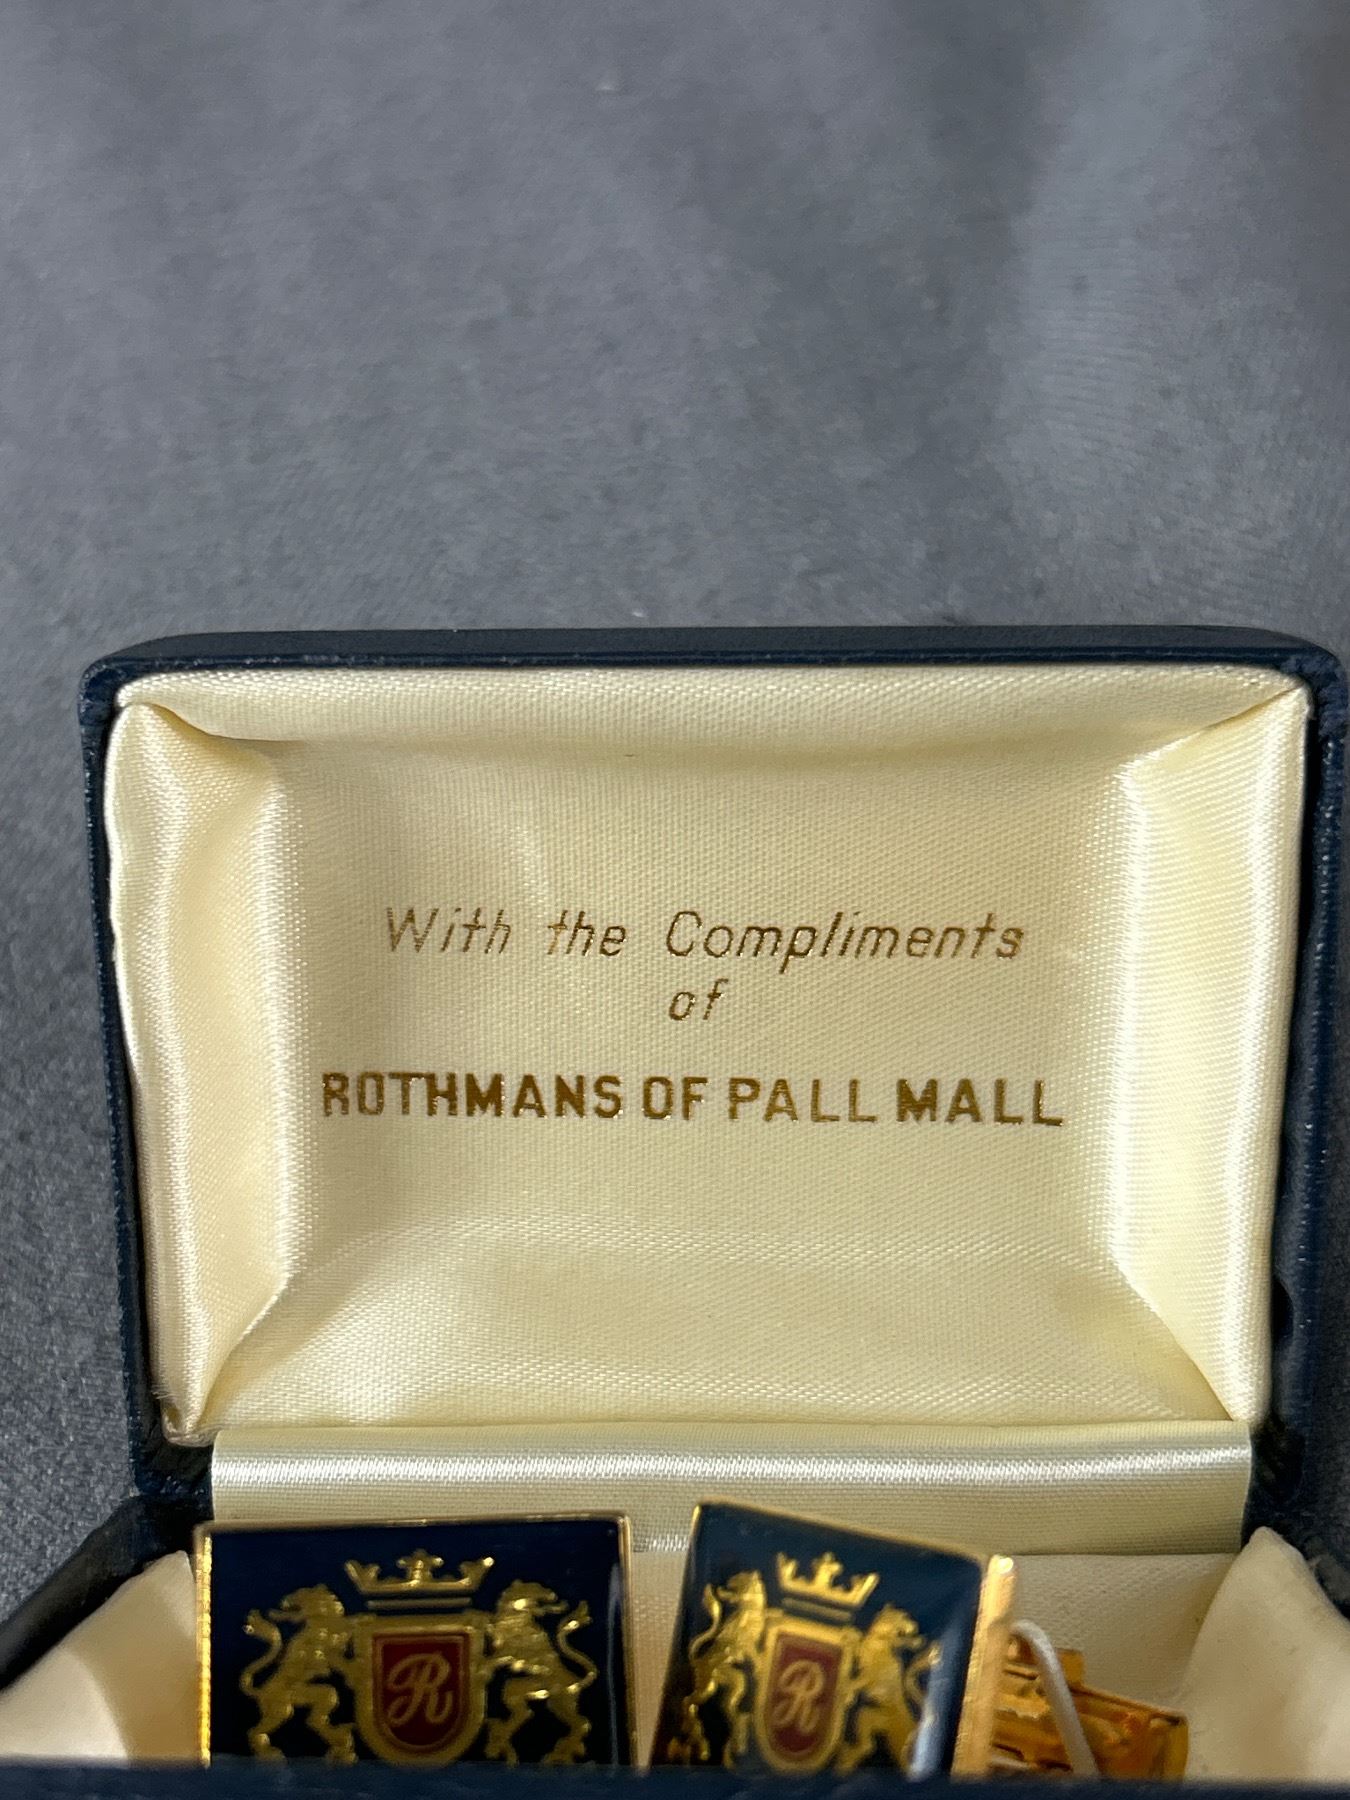 With the Compliments
of
ROTHMANS OF PALL MALL
R
R